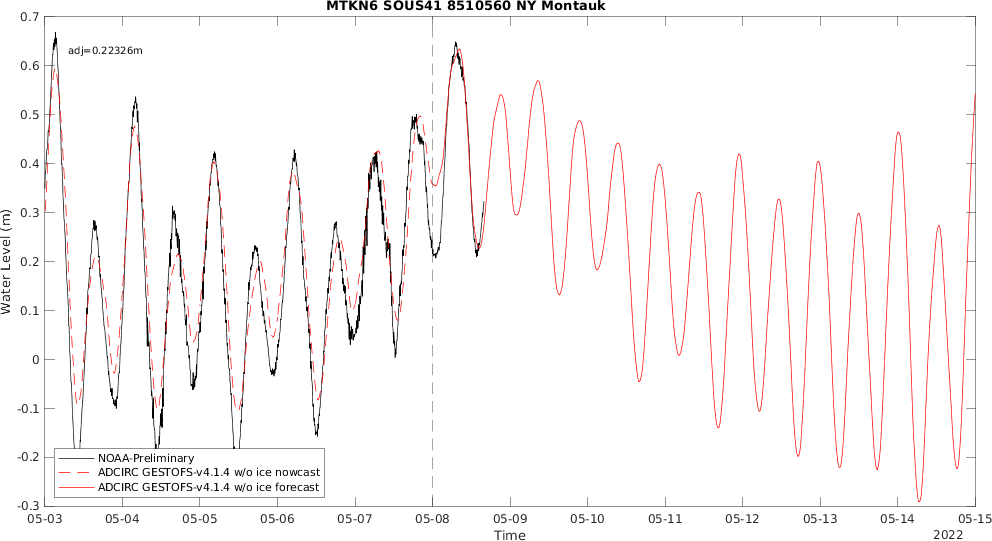 MTKN6 SOUS41 8510560 NY Montauk
adj=0.22326m
Water Level (m)
0.7
0.6
0.5
0.4
0.3
0.2
0.1
0
-0.1
-0.2
-0.3
NOAA-Preliminary
ADCIRC GESTOFS-v4.1.4 w/o ice nowcast
ADCIRC GESTOFS-v4.1.4 w/o ice forecast
05-03 05-04 05-05 05-06 05-07 05-08 05-09 05-10 05-11 05-12 05-13 05-14 05-15
Time
2022